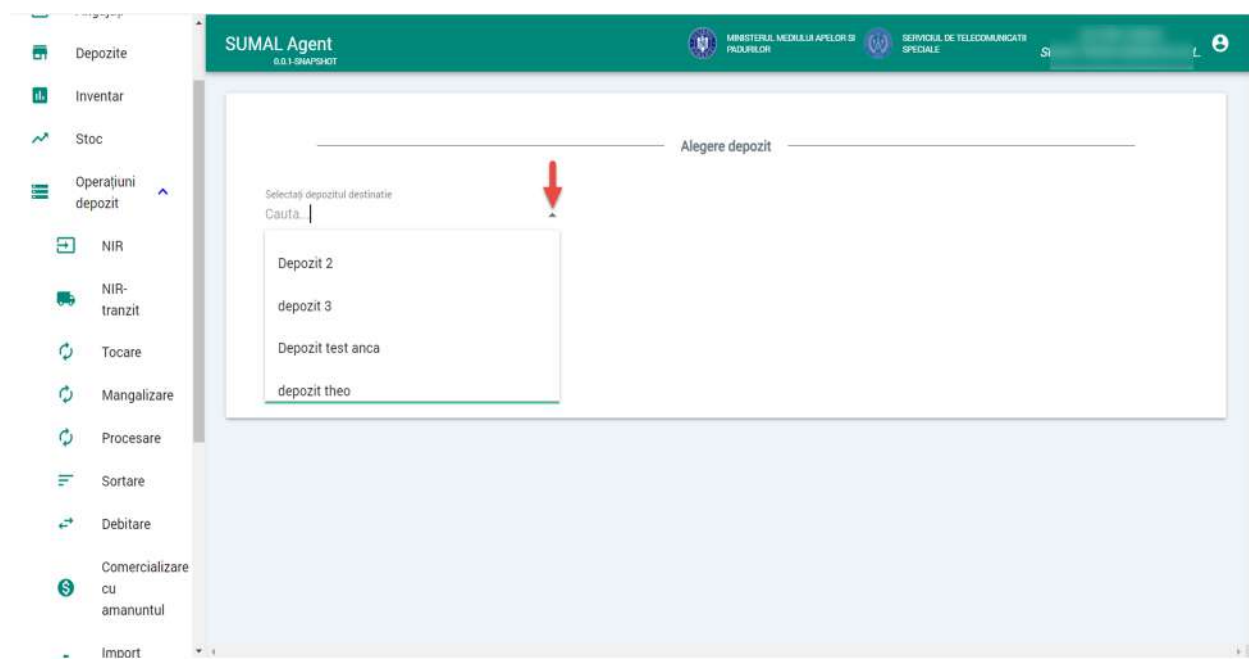 SUMAL Agent
0.0.1-SNAPSHOT
MINISTERUL MEDIULUI APELOR SI
PADURILOR
SERVICIUL DE TELECOMUNICATII
SPECIALE
Depozite
Inventar
Stoc
Operațiuni
depozit
NIR
NIR-
tranzit
Tocare
Mangalizare
Procesare
Sortare
Debitare
Comercializare
cu
amanuntul
Import
Alegere depozit
Selectați depozitul destinatie
Cauta...
Depozit 2
depozit 3
Depozit test anca
depozit theo